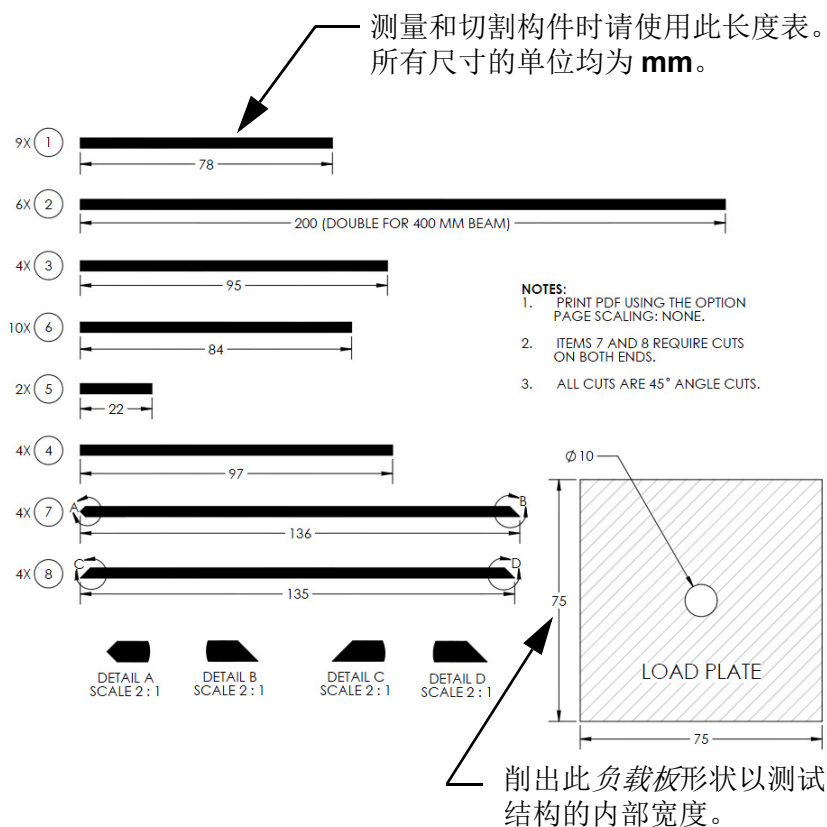 测量和切割构件时请使用此长度表。
所有尺寸的单位均为 mm。
9X 1
78
6X 2
200 (DOUBLE FOR 400 MM BEAM)
4X 3
95
10X 6
84
2X 5
22
4X 4
97
4X 7
A
B
136
4X 8
C
D
135
NOTES:
1. PRINT PDF USING THE OPTION
PAGE SCALING: NONE.
2. ITEMS 7 AND 8 REQUIRE CUTS
ON BOTH ENDS.
3. ALL CUTS ARE 45° ANGLE CUTS.
DETAIL A
SCALE 2 : 1
DETAIL B
SCALE 2 : 1
DETAIL C
SCALE 2 : 1
DETAIL D
SCALE 2 : 1
Ø 10
75
LOAD PLATE
75
削出此负载板形状以测试
结构的内部宽度。